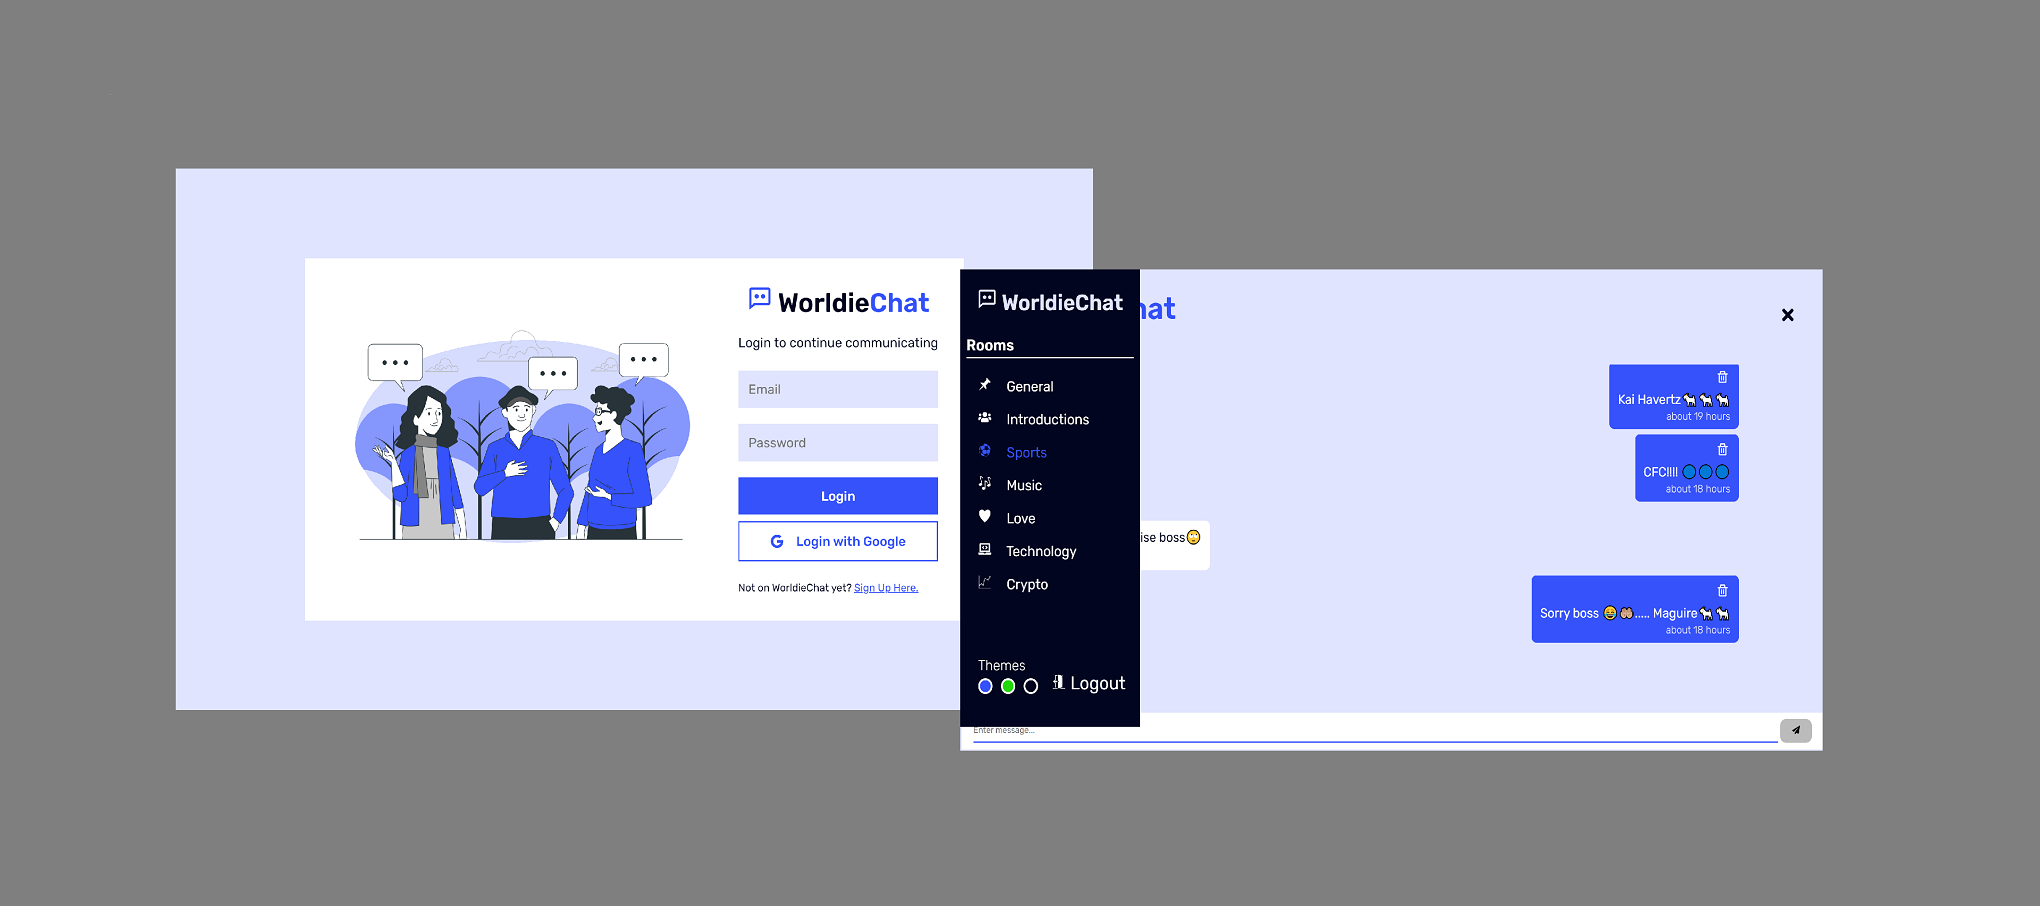 WorldieChat
Login to continue communicating
Email
Password
Login
Login with Google
Not on WorldieChat yet? Sign Up Here.
WorldieChat
Rooms
General
Introductions
Sports
Music
Love
Technology
Crypto
Themes
Logout
hat
Kai Havertz🐐🐐🐐
about 19 hours
CFC!!!! 🔵🔵🔵
about 18 hours
ise boss🙄
Sorry boss 😅🤲🏽..... Maguire🐐🐐
about 18 hours
Enter message...